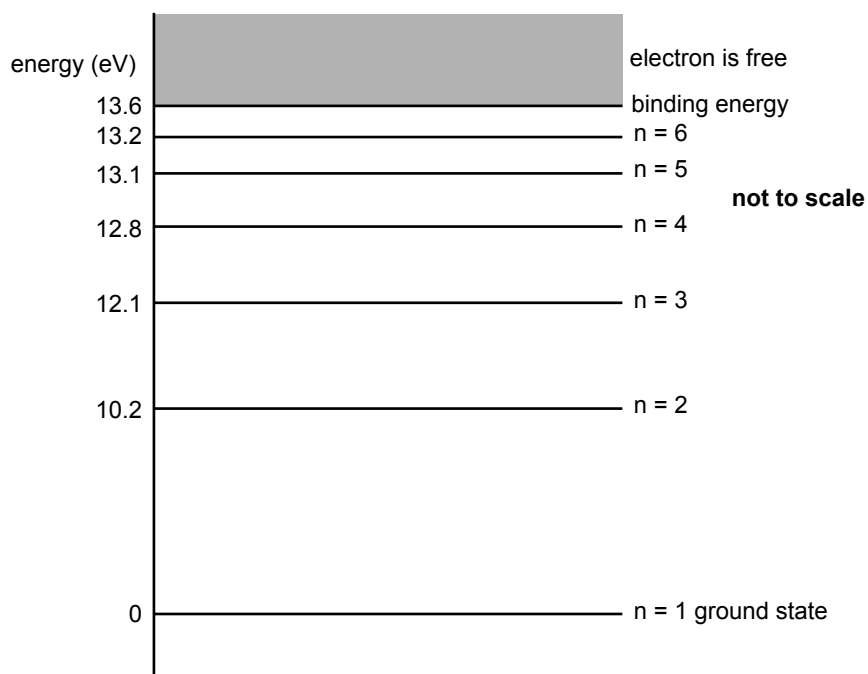 energy (eV)
electron is free
13.6
binding energy
13.2
n = 6
13.1
n = 5
not to scale
12.8
n = 4
12.1
n = 3
10.2
n = 2
0
n = 1 ground state